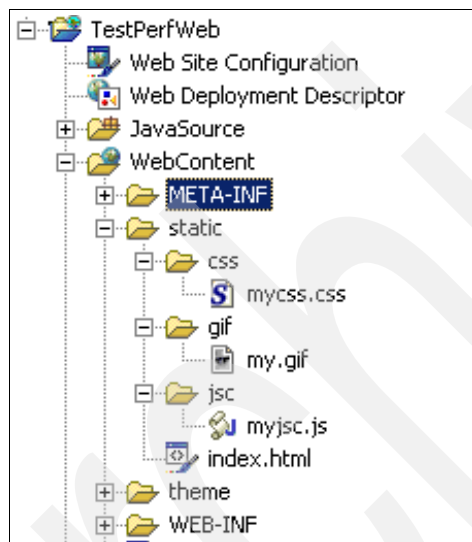 TestPerfWeb
Web Site Configuration
Web Deployment Descriptor
JavaSource
WebContent
META-INF
static
css
mycss.css
gif
my.gif
jsc
myjsc.js
index.html
theme
WEB-INF